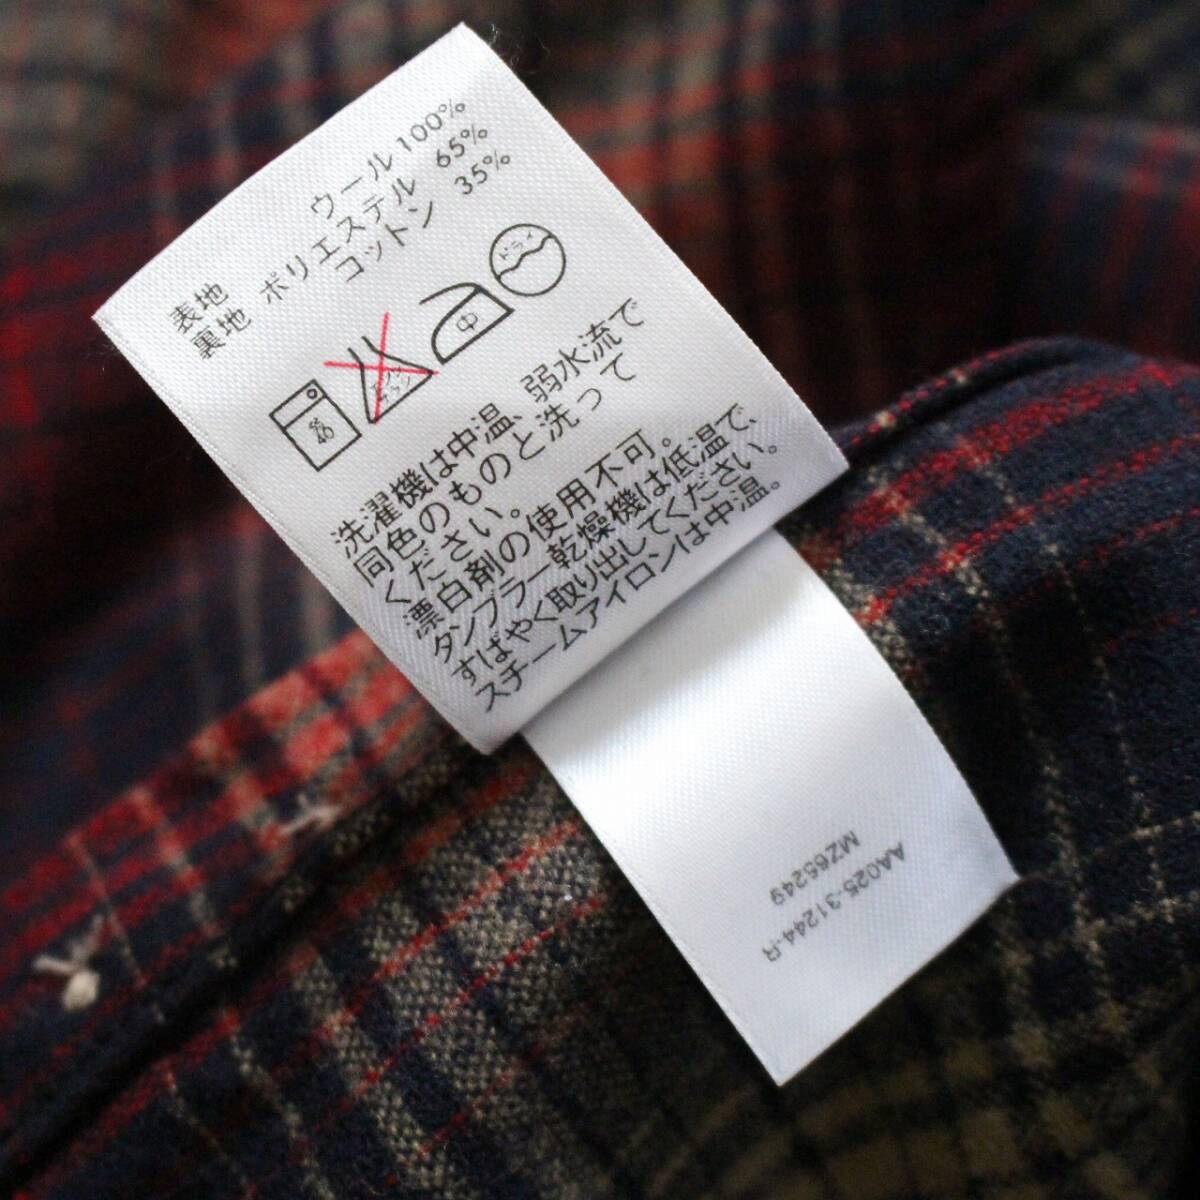 表地 ウール 100%
裏地 ポリエステル 65%
コットン 35%
弱
40
中
ドライ
洗濯機は中温、弱水流で
同色のものと洗って
ください。
漂白剤の使用不可。
タンブラー乾燥機は低温で、
すばやく取り出してください。
スチームアイロンは中温。
AA025-31244-R
MZ65249